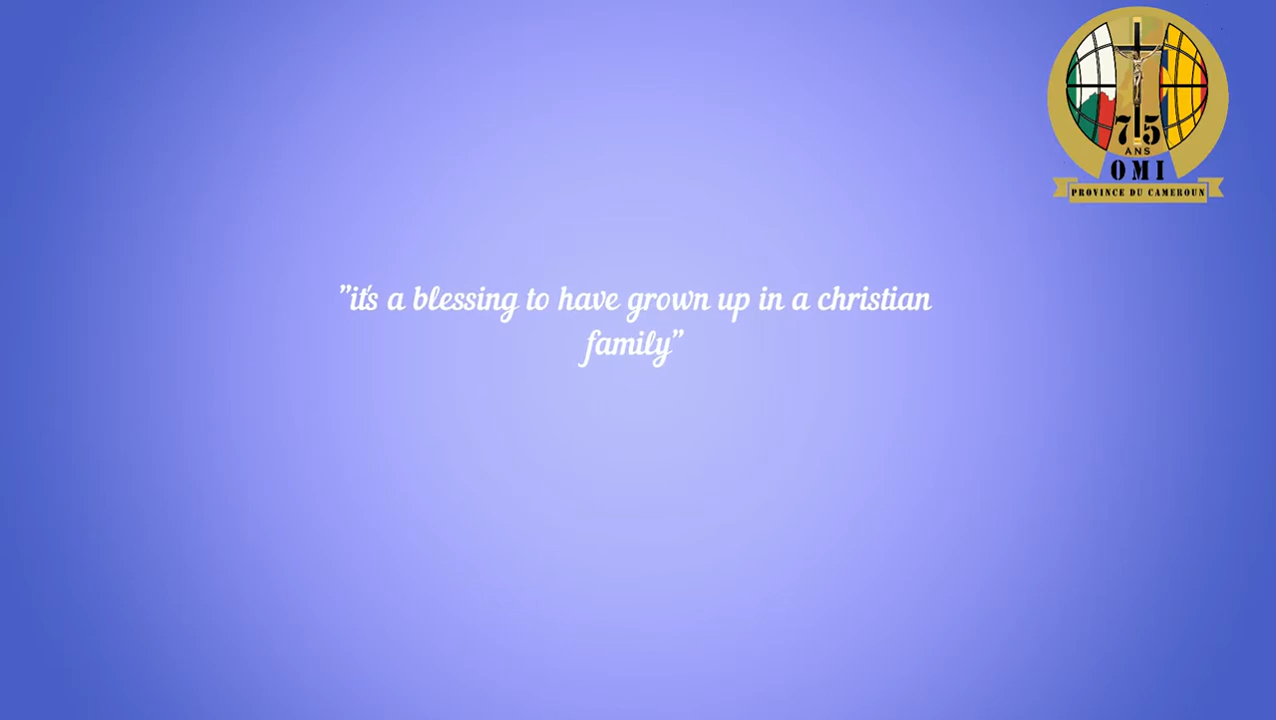 75
ANS
OMI
PROVINCE DU CAMEROUN
”it's a blessing to have grown up in a christian
family”